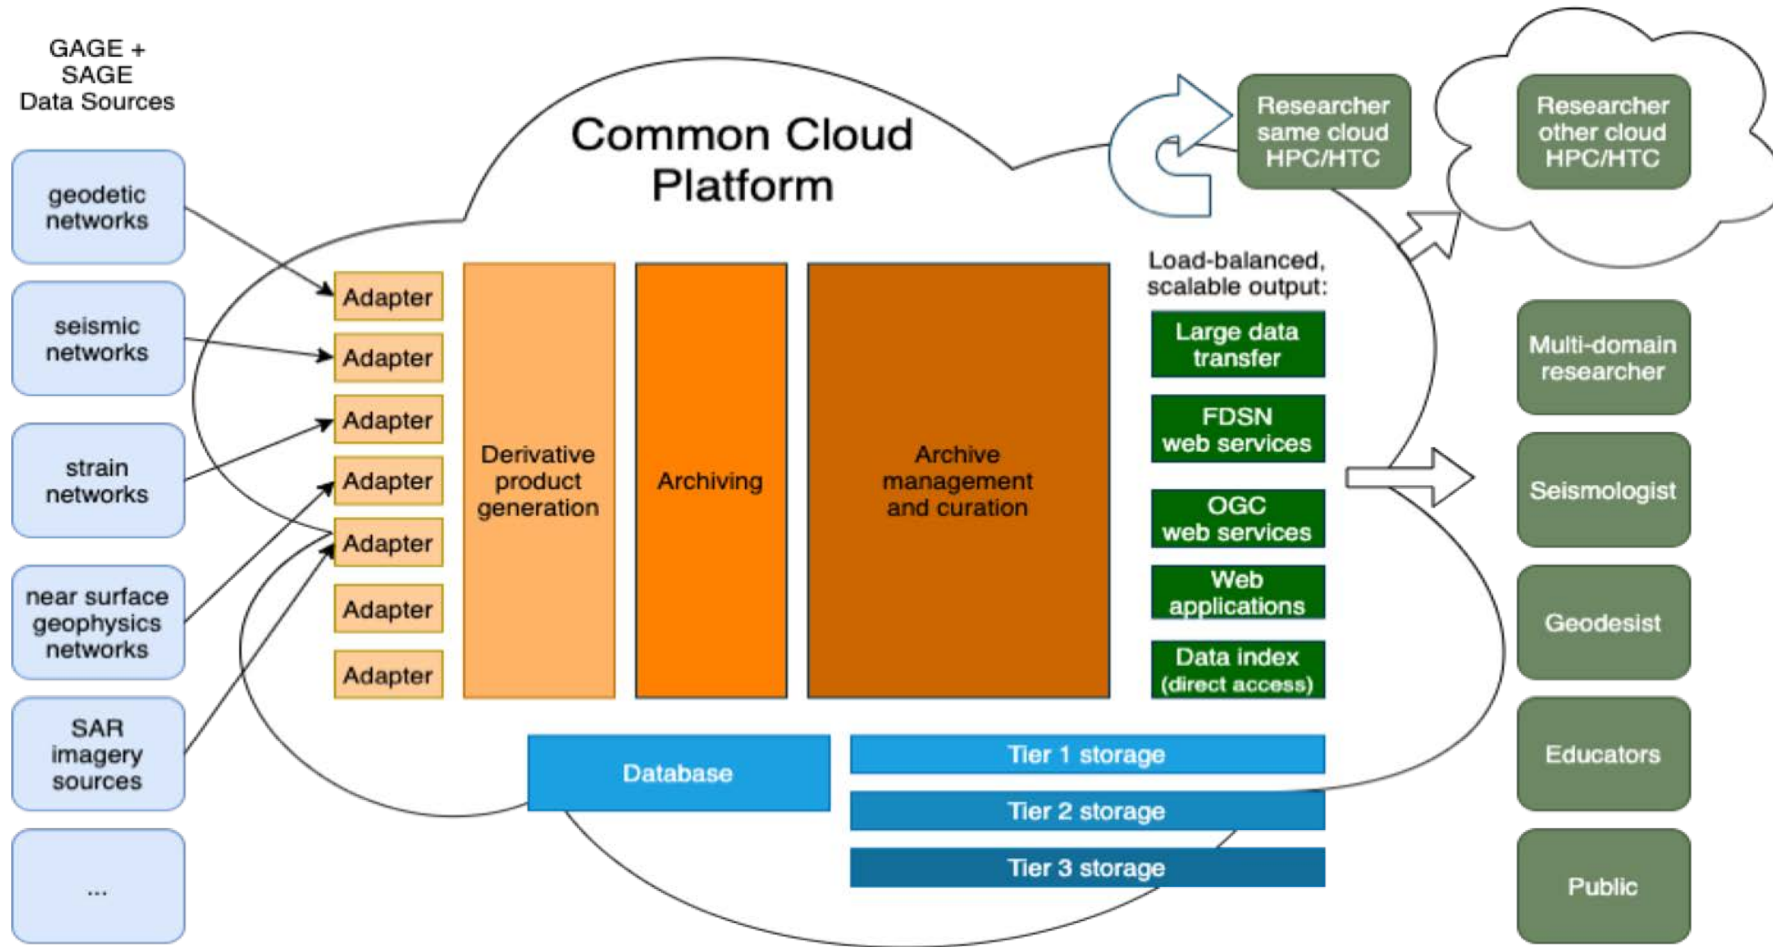 GAGE +
SAGE
Data Sources
geodetic
networks
seismic
networks
strain
networks
near surface
geophysics
networks
SAR
imagery
sources
...
Common Cloud
Platform
Adapter
Adapter
Adapter
Adapter
Adapter
Adapter
Adapter
Derivative
product
generation
Archiving
Archive
management
and curation
Load-balanced,
scalable output:
Large data
transfer
FDSN
web services
OGC
web services
Web
applications
Data index
(direct access)
Database
Tier 1 storage
Tier 2 storage
Tier 3 storage
Researcher
same cloud
HPC/HTC
Researcher
other cloud
HPC/HTC
Multi-domain
researcher
Seismologist
Geodesist
Educators
Public